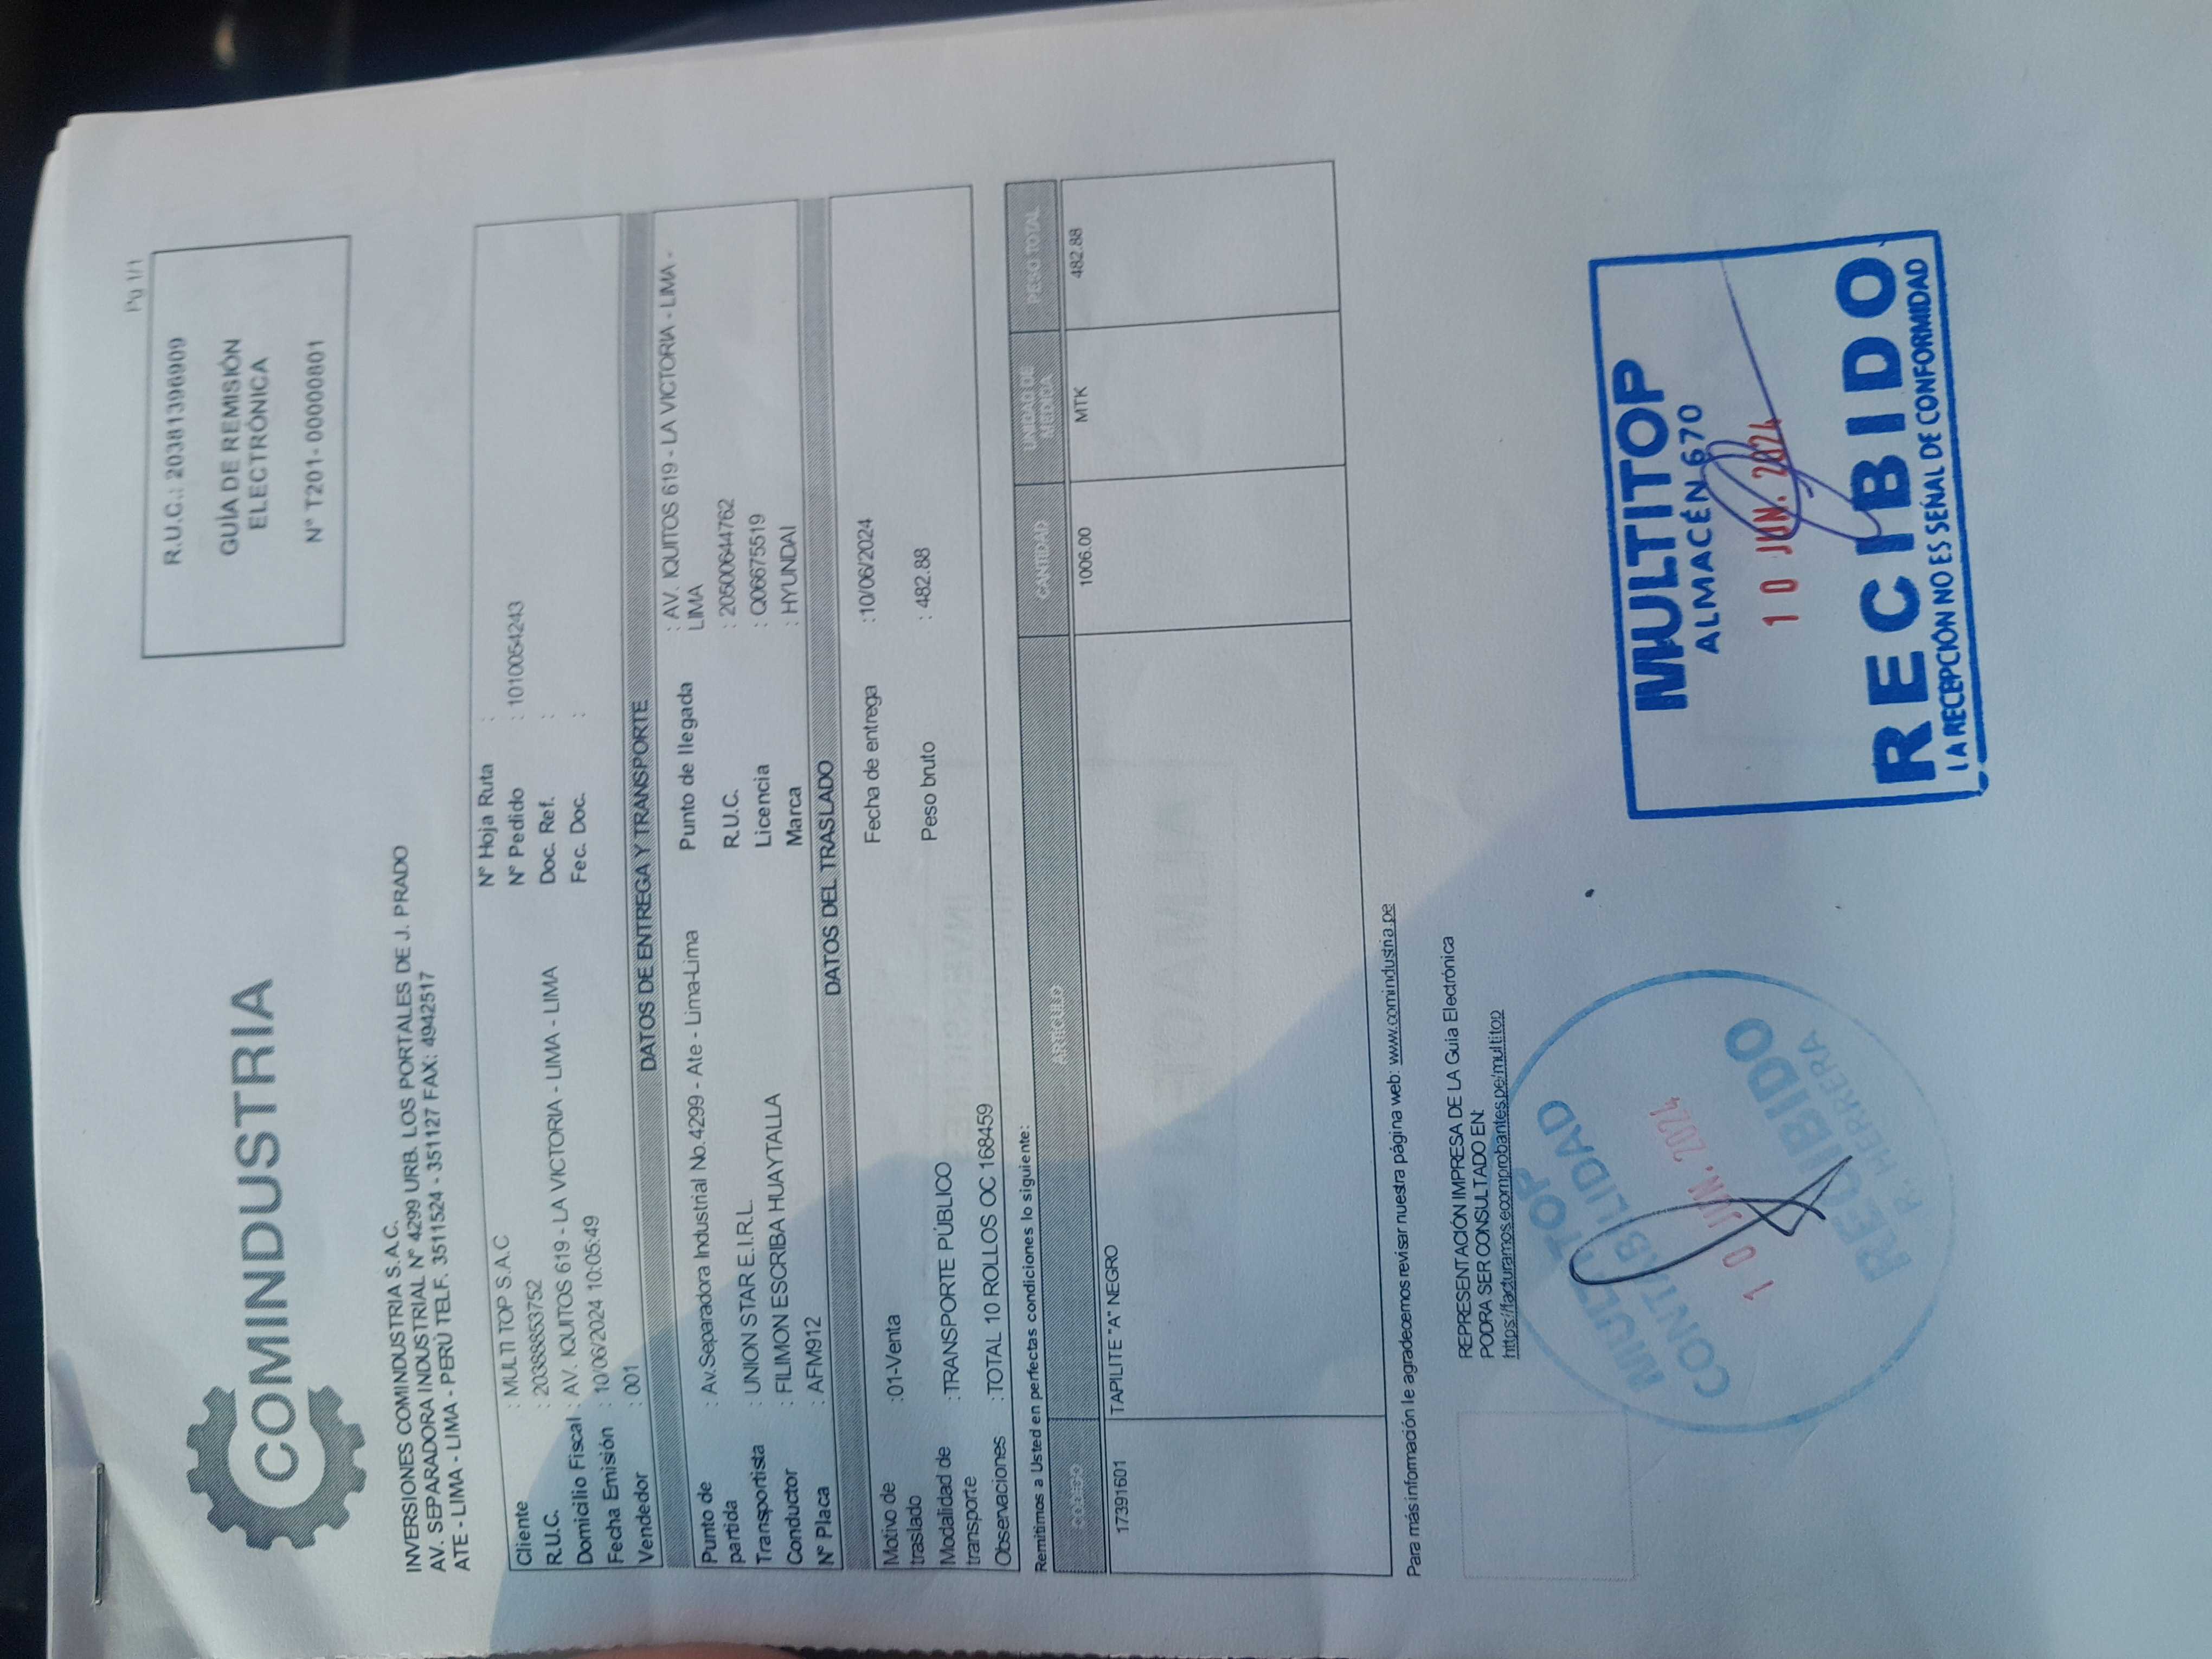 Pg 1/1
COMINDUSTRIA
R.U.C.: 20381396909
GUÍA DE REMISIÓN
ELECTRÓNICA
N° T201-00000801
INVERSIONES COMINDUSTRIA S.A.C.
AV. SEPARADORA INDUSTRIAL N° 4299 URB. LOS PORTALES DE J. PRADO
ATE - LIMA - LIMA - PERÚ TELF. 3511524 - 351127 FAX: 4942517
Cliente : MULTI TOP S.A.C N° Hoja Ruta :
R.U.C. : 20388853752 N° Pedido : 1010054243
Domicilio Fiscal : AV. IQUITOS 619 - LA VICTORIA - LIMA - LIMA Doc. Ref. :
Fecha Emisión : 10/06/2024 10:05:49 Fec. Doc. :
Vendedor : 001
DATOS DE ENTREGA Y TRANSPORTE
Punto de partida : Av.Separadora Industrial No.4299 - Ate - Lima-Lima Punto de llegada : AV. IQUITOS 619 - LA VICTORIA - LIMA - LIMA
Transportista : UNION STAR E.I.R.L. R.U.C. : 20500644762
Conductor : FILIMON ESCRIBA HUAYTALLA Licencia : Q06675519
N° Placa : AFM912 Marca : HYUNDAI
DATOS DEL TRASLADO
Motivo de traslado :01-Venta Fecha de entrega :10/06/2024
Modalidad de transporte :TRANSPORTE PÚBLICO Peso bruto : 482.88
Observaciones :TOTAL 10 ROLLOS OC 168459
Remitimos a Usted en perfectas condiciones lo siguiente:
CODIGO ARTICULO CANTIDAD UNIDAD DE MEDIDA PESO TOTAL
17391601 TAPILITE "A" NEGRO 1006.00 MTK 482.88
Para más información le agradecemos revisar nuestra página web: www.comindustria.pe
REPRESENTACIÓN IMPRESA DE LA Guía Electrónica
PODRA SER CONSULTADO EN:
https://facturamos.ecomprobantes.pe/multitop
MULTITOP
CONTABILIDAD
10 JUN. 2024
RECIBIDO
MULTITOP
ALMACÉN 670
10 JUN. 2024
RECIBIDO
LA RECEPCIÓN NO ES SEÑAL DE CONFORMIDAD